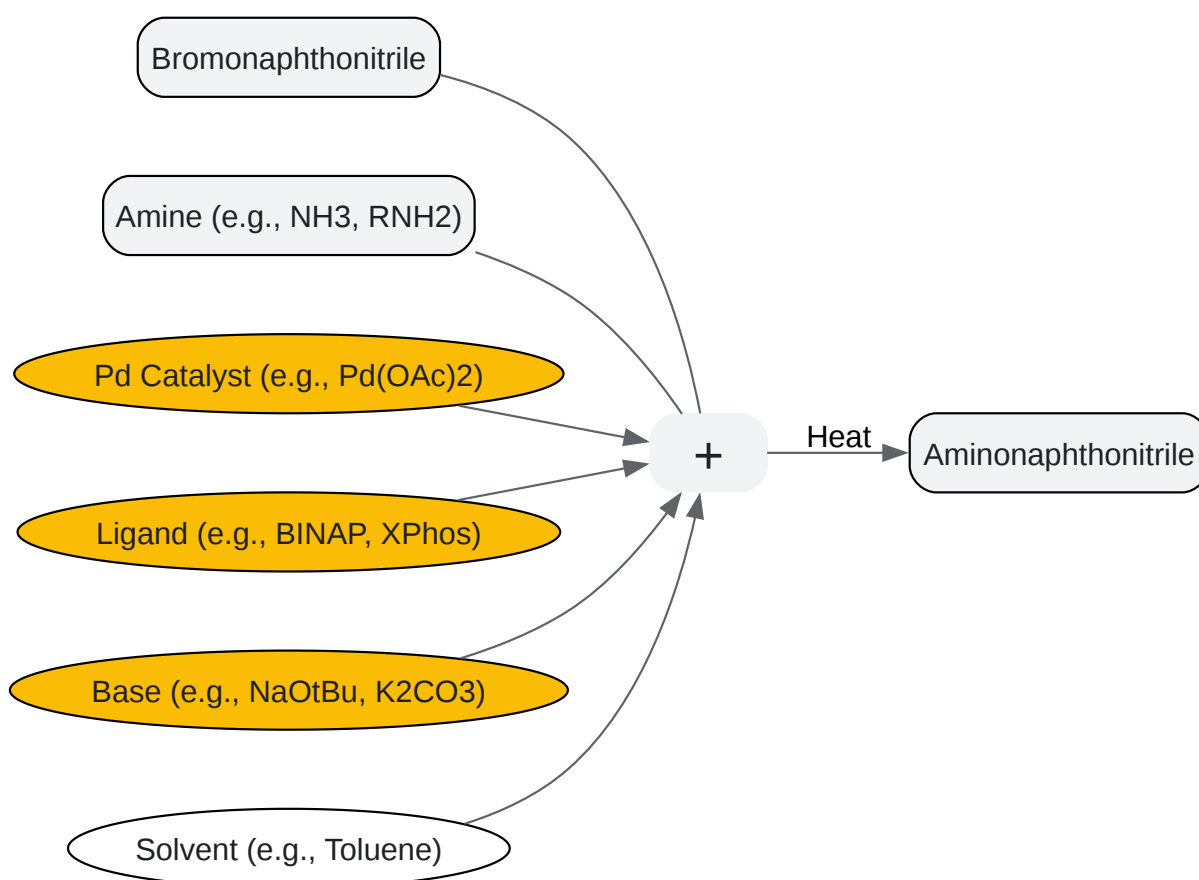 Bromonaphthonitrile
Amine (e.g., NH3, RNH2)
Pd Catalyst (e.g., Pd(OAc)2)
+
Heat
Aminonaphthonitrile
Ligand (e.g., BINAP, XPhos)
Base (e.g., NaOtBu, K2CO3)
Solvent (e.g., Toluene)